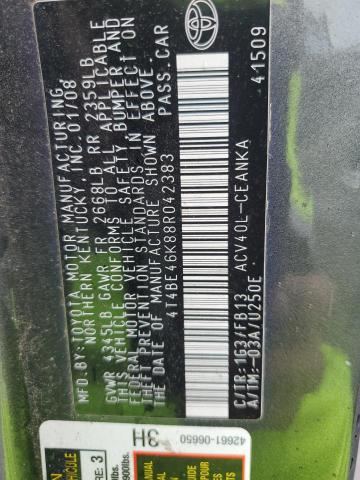 MFD.BY:TOYOTA MOTOR MANUFACTURING,
NORTHERN KENTUCKY, INC. 01/08
GVWR 4345LB GAWR FR 2668LB RR 2359LB
THIS VEHICLE CONFORMS TO ALL APPLICABLE
FEDERAL MOTOR VEHICLE SAFETY, BUMPER AND
THEFT PREVENTION STANDARDS IN EFFECT ON
THE DATE OF MANUFACTURE SHOWN ABOVE.
4T4BE46K88R042383 PASS. CAR
C/TR:1G3/FB13 ACV40L-CEANKA
A/TM:-03A/U250E 41509
42661-06650
3H